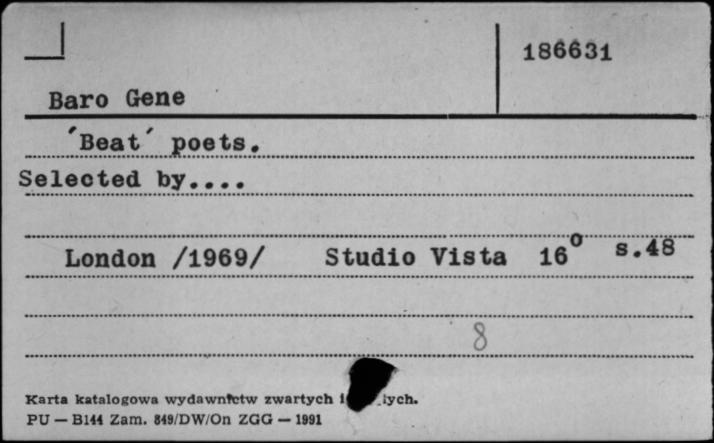 186631
Baro Gene
'Beat' poets.
Selected by....
London /1969/ Studio Vista 16° s.48
8
Karta katalogowa wydawnictw zwartych
PU — B144 Zam. 849/DW/On ZGG — 1991